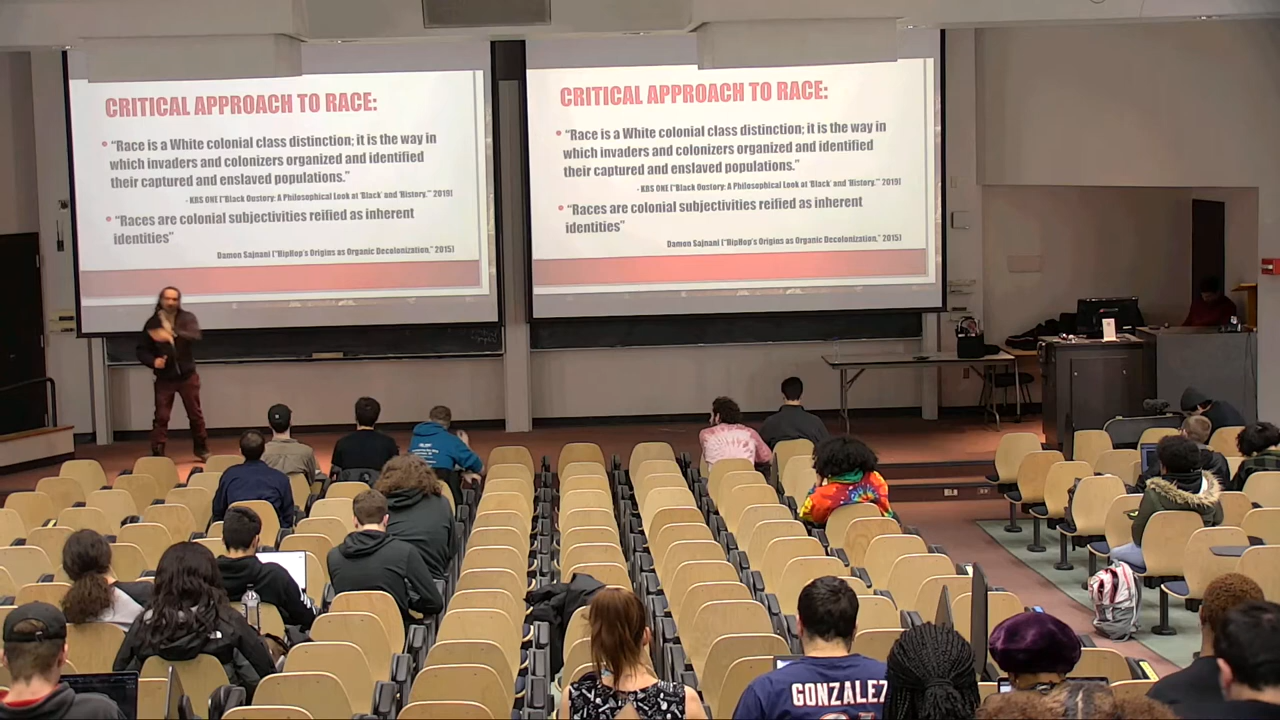 CRITICAL APPROACH TO RACE:
• “Race is a White colonial class distinction; it is the way in
which invaders and colonizers organized and identified
their captured and enslaved populations.”
- KRS ONE ["Black Oustory: A Philosophical Look at 'Black' and 'History.'" 2019]
• “Races are colonial subjectivities reified as inherent
identities”
Damon Sajnani ["HipHop's Origins as Organic Decolonization," 2015]
CRITICAL APPROACH TO RACE:
• “Race is a White colonial class distinction; it is the way in
which invaders and colonizers organized and identified
their captured and enslaved populations.”
- KRS ONE ["Black Oustory: A Philosophical Look at 'Black' and 'History.'" 2019]
• “Races are colonial subjectivities reified as inherent
identities”
Damon Sajnani ["HipHop's Origins as Organic Decolonization," 2015]
GONZALEZ